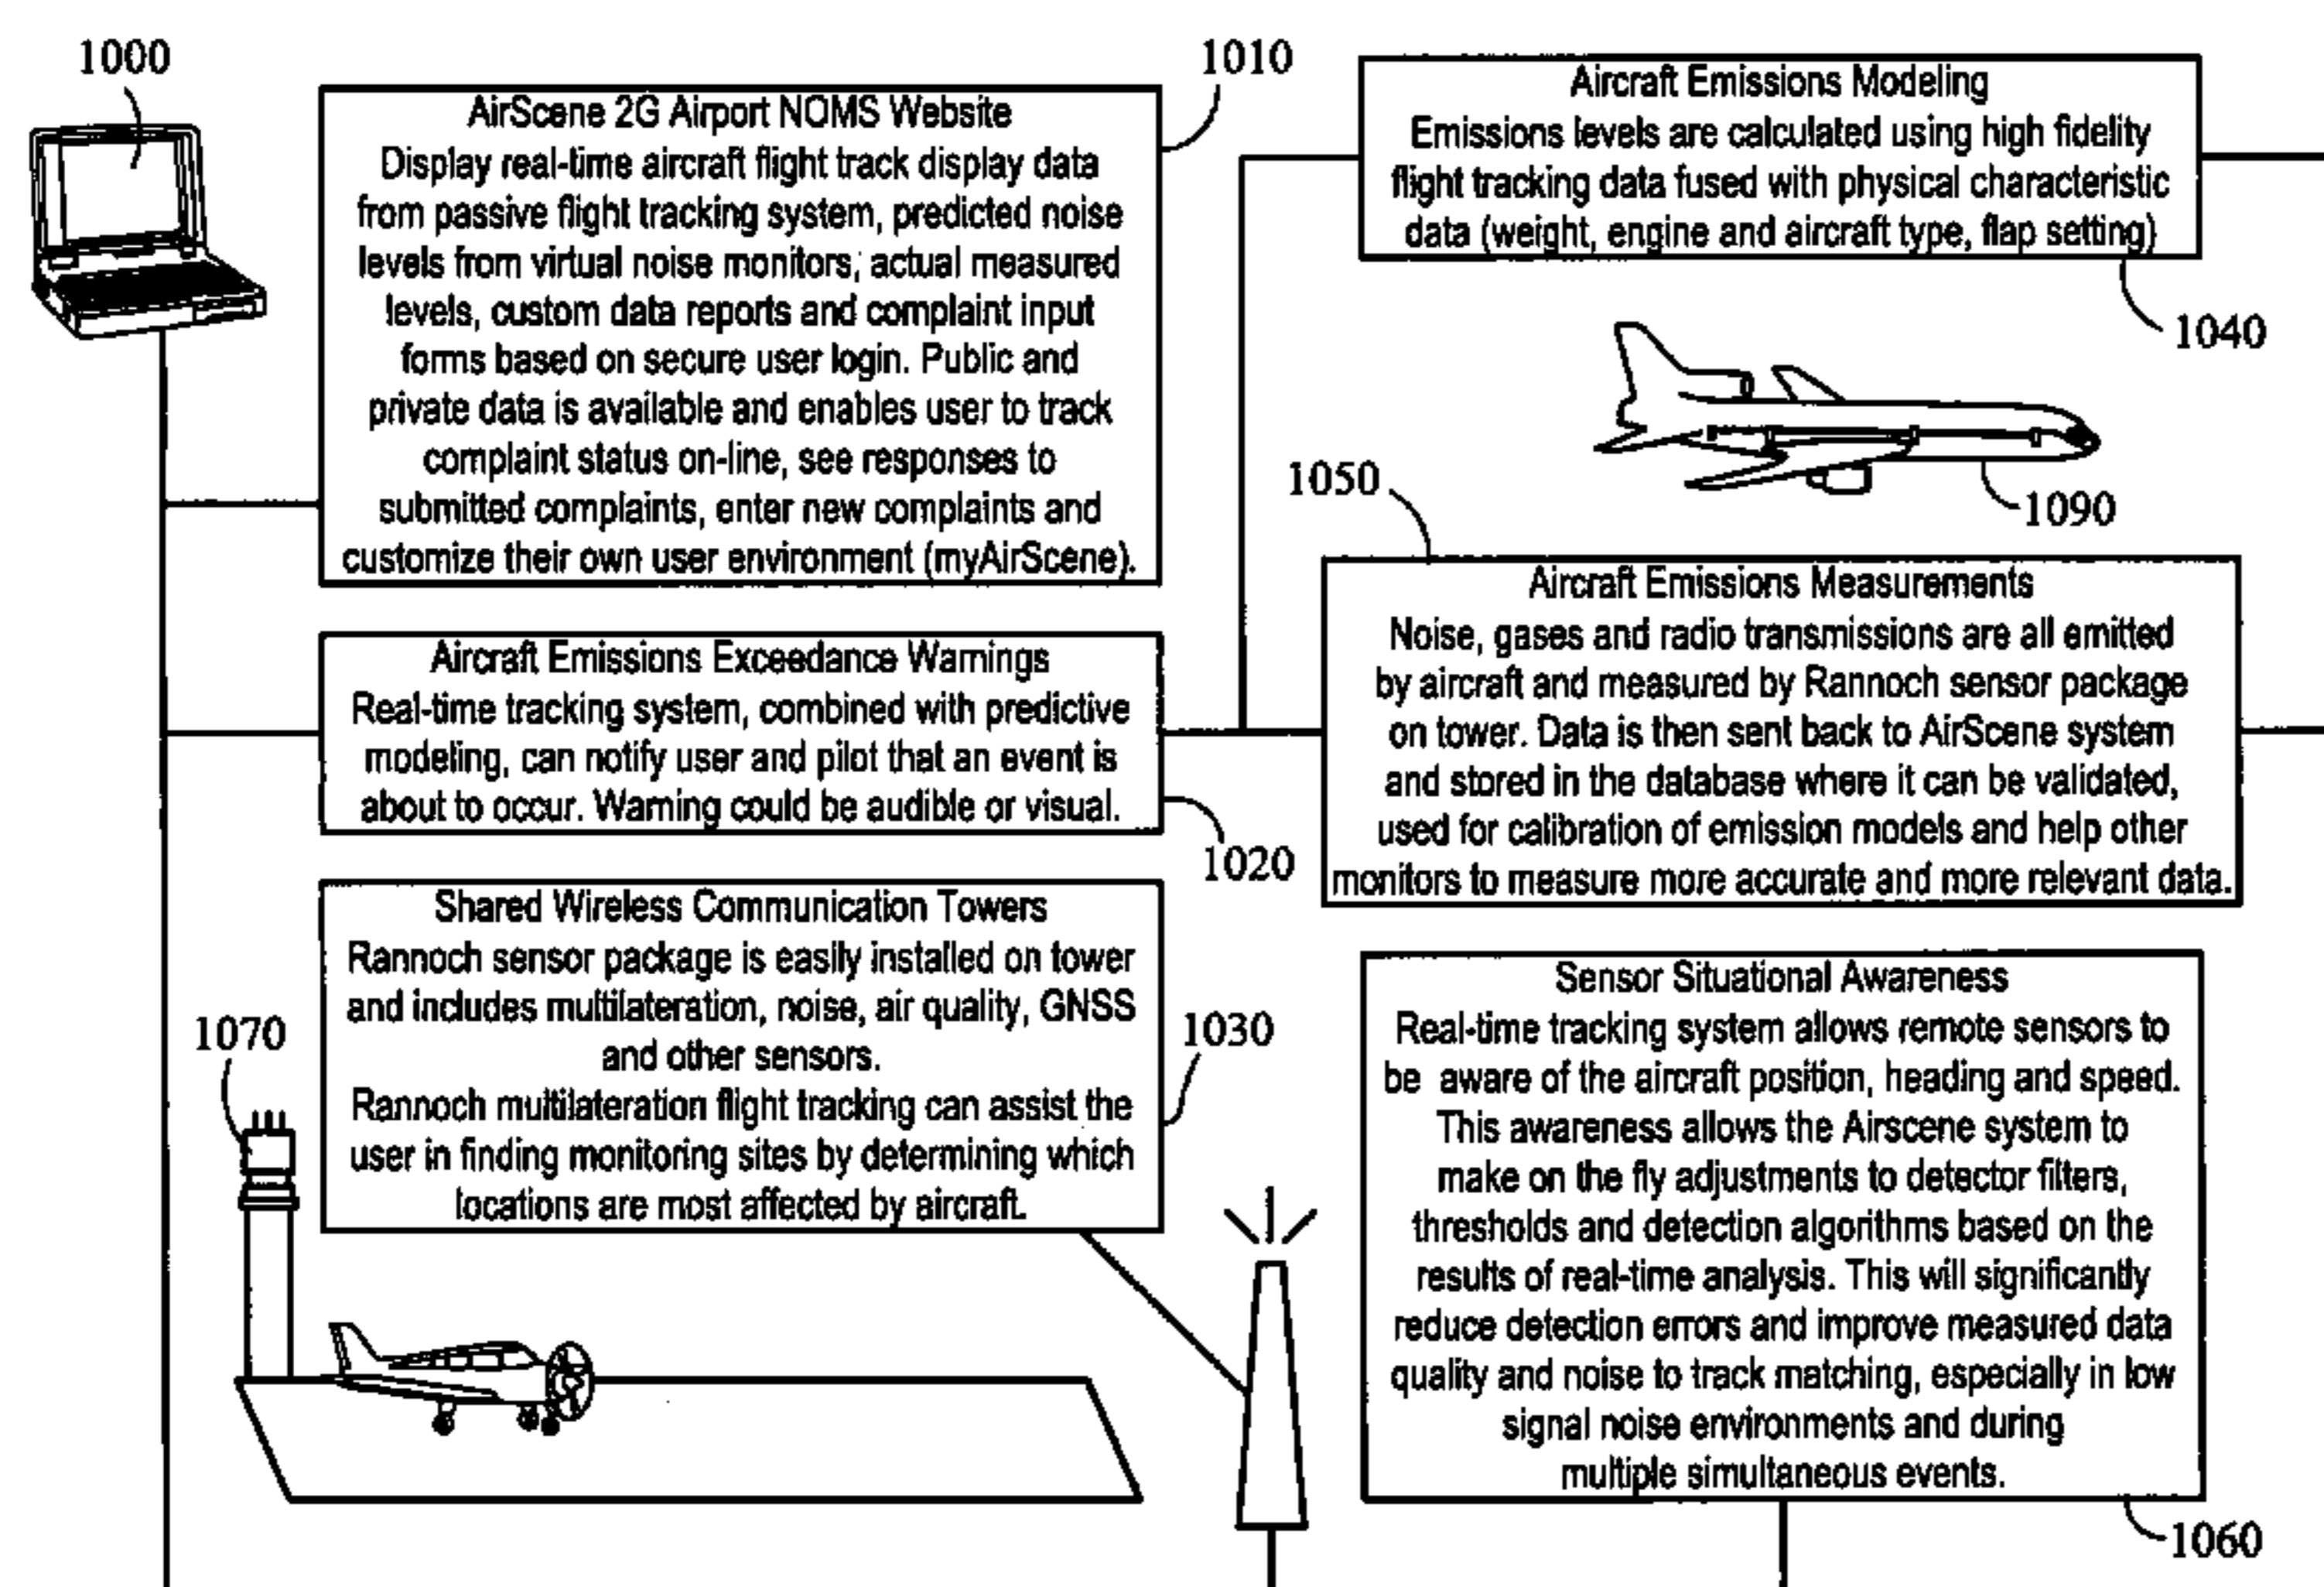 1000
1010
AirScene 2G Airport NOMS Website
Display real-time aircraft flight track display data
from passive flight tracking system, predicted noise
levels from virtual noise monitors, actual measured
levels, custom data reports and complaint input
forms based on secure user login. Public and
private data is available and enables user to track
complaint status on-line, see responses to
submitted complaints, enter new complaints and
customize their own user environment (myAirScene).
Aircraft Emissions Exceedance Warnings
Real-time tracking system, combined with predictive
modeling, can notify user and pilot that an event is
about to occur. Warning could be audible or visual.
1020
Shared Wireless Communication Towers
Rannoch sensor package is easily installed on tower
and includes multilateration, noise, air quality, GNSS
and other sensors.
Rannoch multilateration flight tracking can assist the
user in finding monitoring sites by determining which
locations are most affected by aircraft.
1030
1070
Aircraft Emissions Modeling
Emissions levels are calculated using high fidelity
flight tracking data fused with physical characteristic
data (weight, engine and aircraft type, flap setting)
1040
1090
1050
Aircraft Emissions Measurements
Noise, gases and radio transmissions are all emitted
by aircraft and measured by Rannoch sensor package
on tower. Data is then sent back to AirScene system
and stored in the database where it can be validated,
used for calibration of emission models and help other
monitors to measure more accurate and more relevant data.
Sensor Situational Awareness
Real-time tracking system allows remote sensors to
be aware of the aircraft position, heading and speed.
This awareness allows the Airscene system to
make on the fly adjustments to detector filters,
thresholds and detection algorithms based on the
results of real-time analysis. This will significantly
reduce detection errors and improve measured data
quality and noise to track matching, especially in low
signal noise environments and during
multiple simultaneous events.
1060